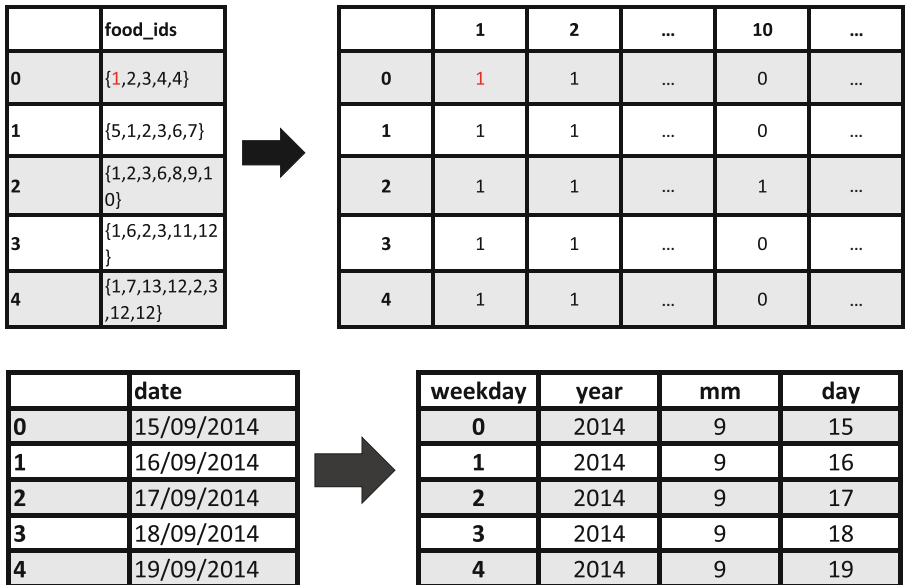 food_ids
0 {1,2,3,4,4}
1 {5,1,2,3,6,7}
2 {1,2,3,6,8,9,1
0}
3 {1,6,2,3,11,12
}
4 {1,7,13,12,2,3
,12,12}
1 2 ... 10 ...
0 1 1 ... 0 ...
1 1 1 ... 0 ...
2 1 1 ... 1 ...
3 1 1 ... 0 ...
4 1 1 ... 0 ...
date
0 15/09/2014
1 16/09/2014
2 17/09/2014
3 18/09/2014
4 19/09/2014
weekday year mm day
0 2014 9 15
1 2014 9 16
2 2014 9 17
3 2014 9 18
4 2014 9 19